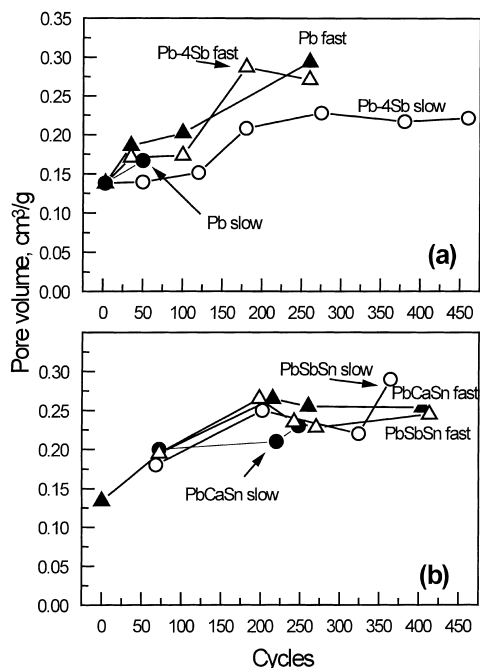 (a)
0.35
0.30
0.25
0.20
0.15
0.10
0.05
0.00
Pb-4Sb fast
Pb fast
Pb-4Sb slow
Pb slow
0 50 100 150 200 250 300 350 400 450
Pore volume, cm³/g
0.30
0.25
0.20
0.15
0.10
0.05
0.00
PbSbSn slow
PbCaSn fast
PbSbSn fast
PbCaSn slow
(b)
0 50 100 150 200 250 300 350 400 450
Cycles